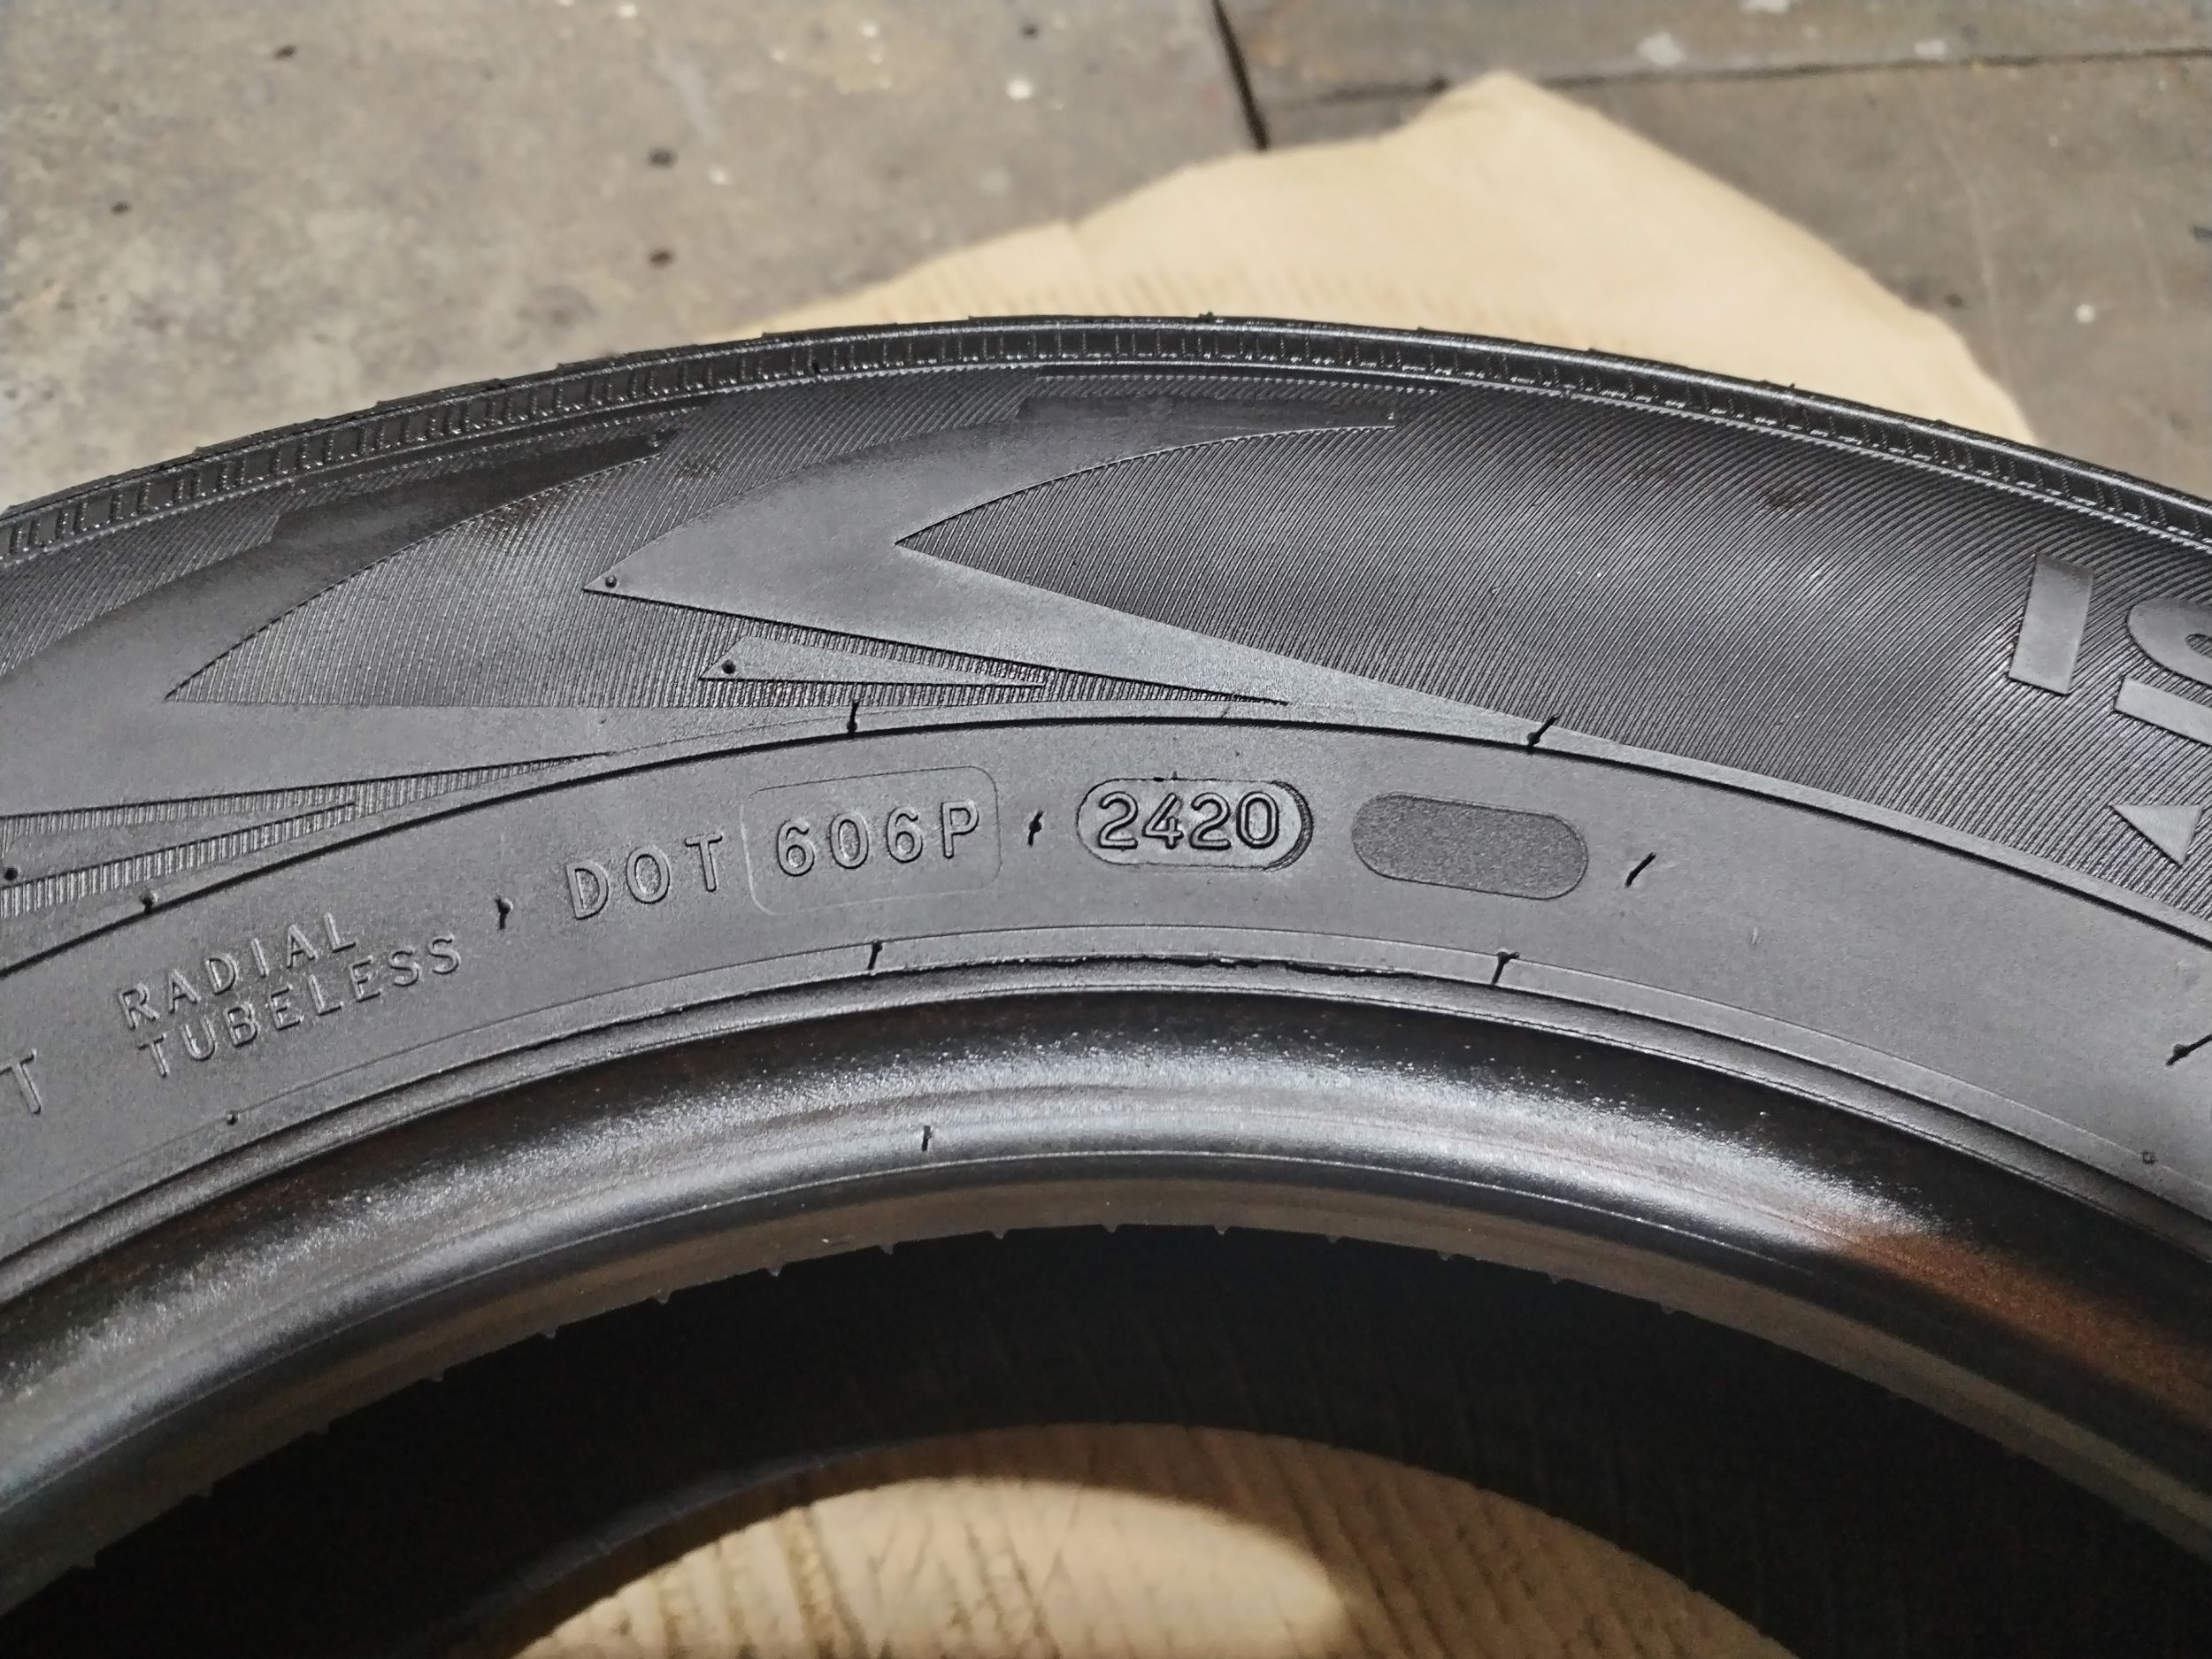 DOT 606P 2420
RADIAL
TUBELESS
T